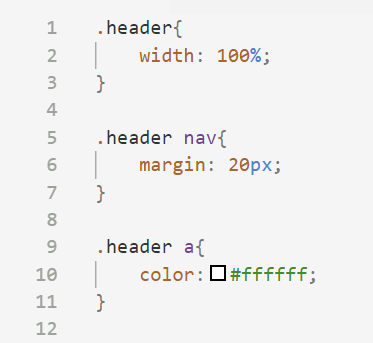 1 .header{
2 width: 100%;
3 }
4
5 .header nav{
6 margin: 20px;
7 }
8
9 .header a{
10 color: #ffffff;
11 }
12